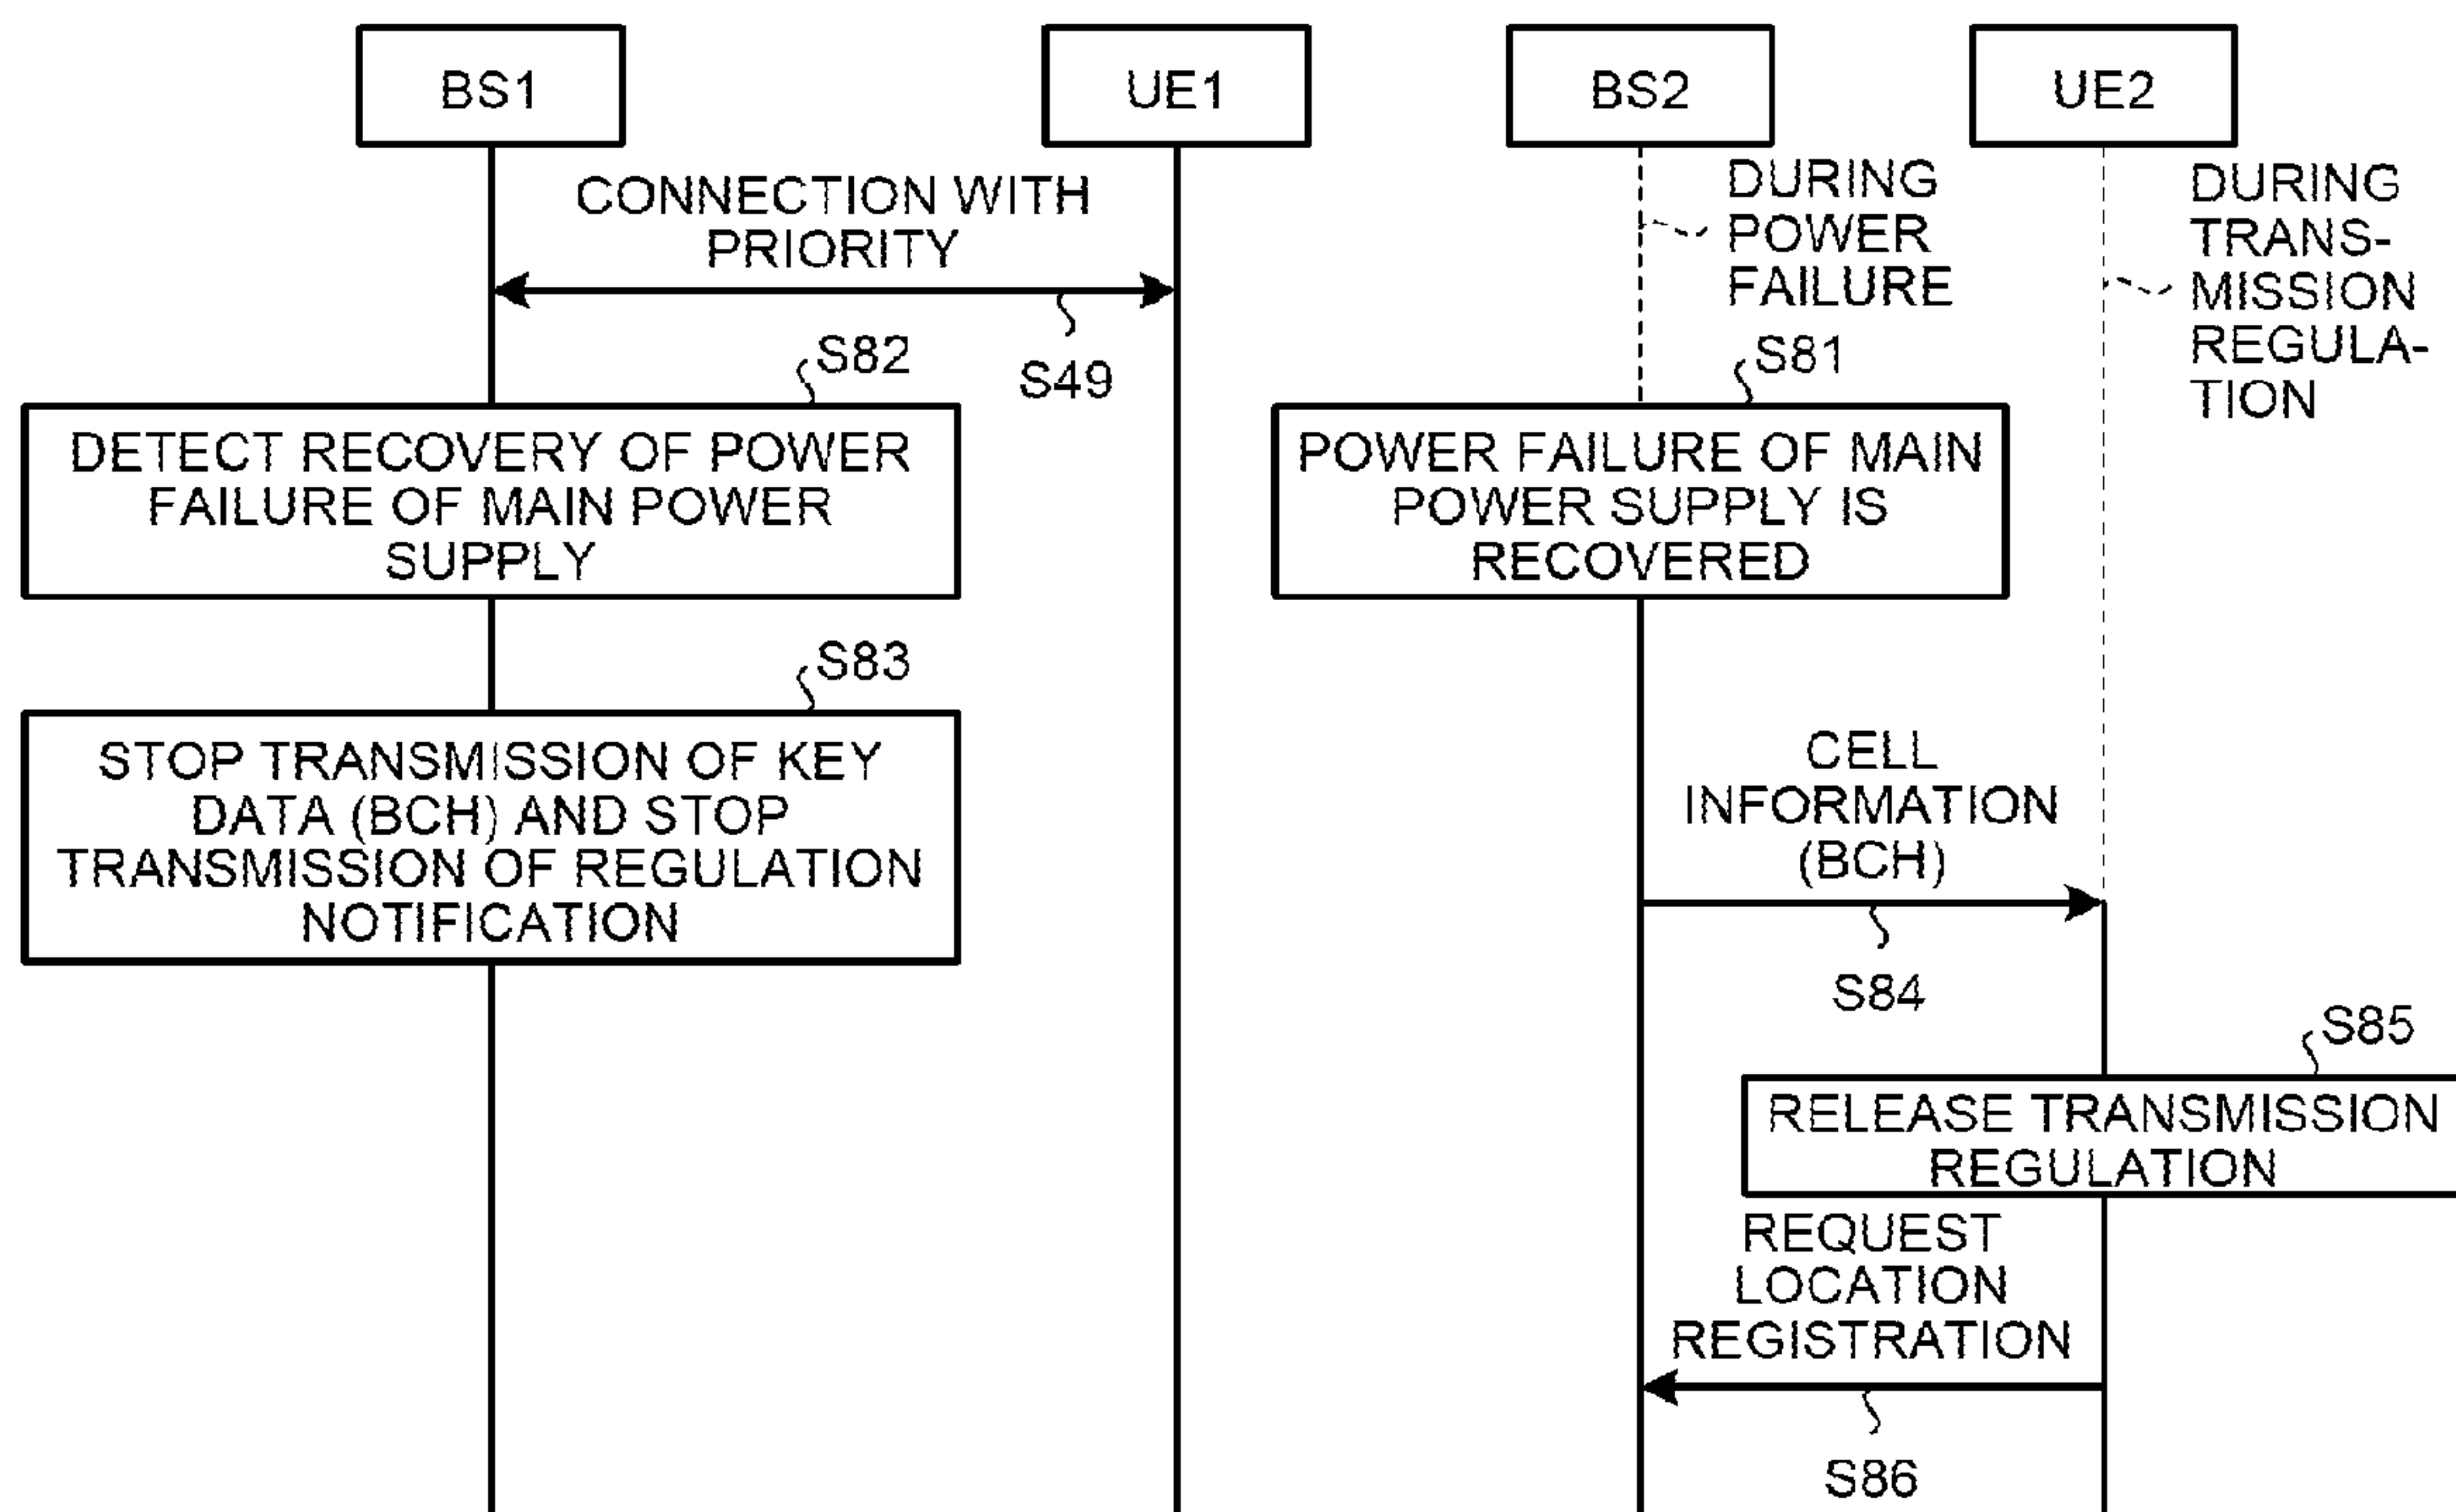 BS1
UE1
BS2
UE2
CONNECTION WITH
PRIORITY
S49
DURING
POWER
FAILURE
DURING
TRANS-
MISSION
REGULA-
TION
S82
DETECT RECOVERY OF POWER
FAILURE OF MAIN POWER
SUPPLY
S81
POWER FAILURE OF MAIN
POWER SUPPLY IS
RECOVERED
S83
STOP TRANSMISSION OF KEY
DATA (BCH) AND STOP
TRANSMISSION OF REGULATION
NOTIFICATION
CELL
INFORMATION
(BCH)
S84
S85
RELEASE TRANSMISSION
REGULATION
REQUEST
LOCATION
REGISTRATION
S86